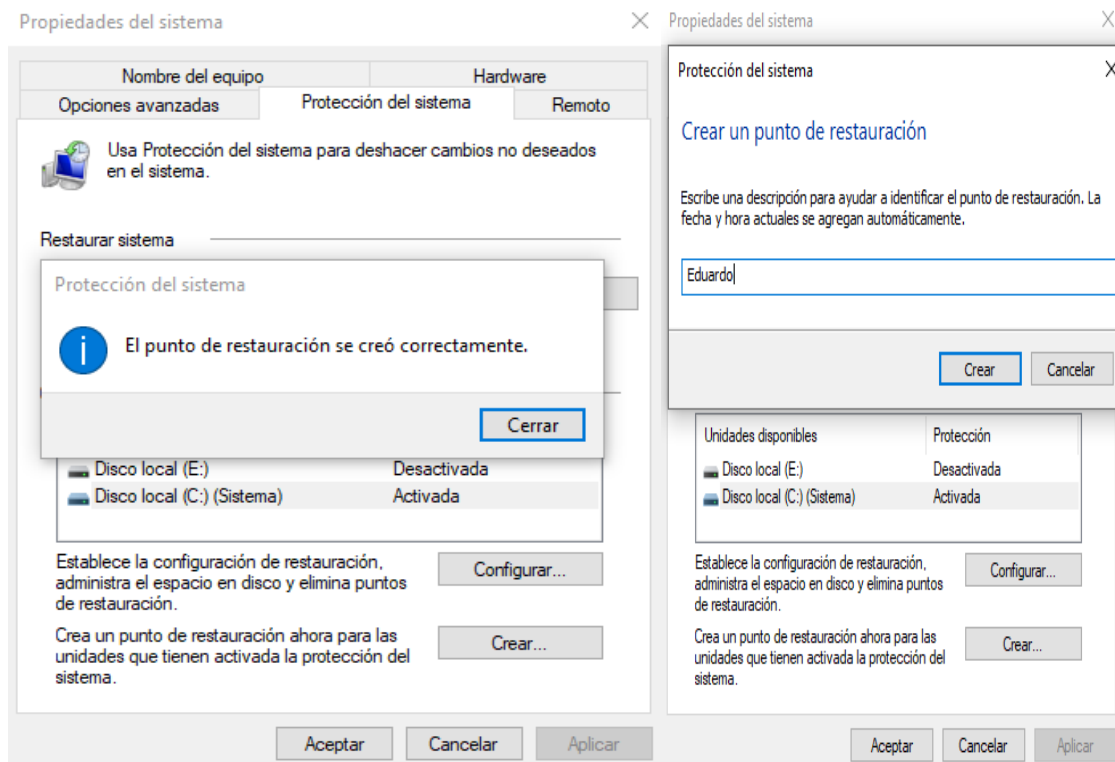 Propiedades del sistema
Nombre del equipo
Hardware
Opciones avanzadas
Protección del sistema
Remoto
Usa Protección del sistema para deshacer cambios no deseados
en el sistema.
Restaurar sistema
Protección del sistema
El punto de restauración se creó correctamente.
Cerrar
Disco local (E:)
Desactivada
Disco local (C:) (Sistema)
Activada
Establece la configuración de restauración,
administra el espacio en disco y elimina puntos
de restauración.
Configurar...
Crea un punto de restauración ahora para las
unidades que tienen activada la protección del
sistema.
Crear...
Aceptar
Cancelar
Aplicar
Propiedades del sistema
Protección del sistema
Crear un punto de restauración
Escribe una descripción para ayudar a identificar el punto de restauración. La
fecha y hora actuales se agregan automáticamente.
Eduardo
Crear
Cancelar
Unidades disponibles
Protección
Disco local (E:)
Desactivada
Disco local (C:) (Sistema)
Activada
Establece la configuración de restauración,
administra el espacio en disco y elimina puntos
de restauración.
Configurar...
Crea un punto de restauración ahora para las
unidades que tienen activada la protección del
sistema.
Crear...
Aceptar
Cancelar
Aplicar